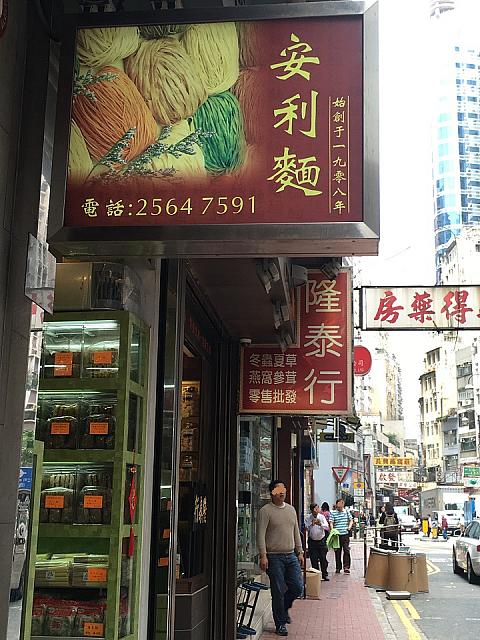 安利麵
始創于一九零八年
電話:2564 7591
隆泰行
冬蟲夏草
燕窩參茸
零售批發
房藥得